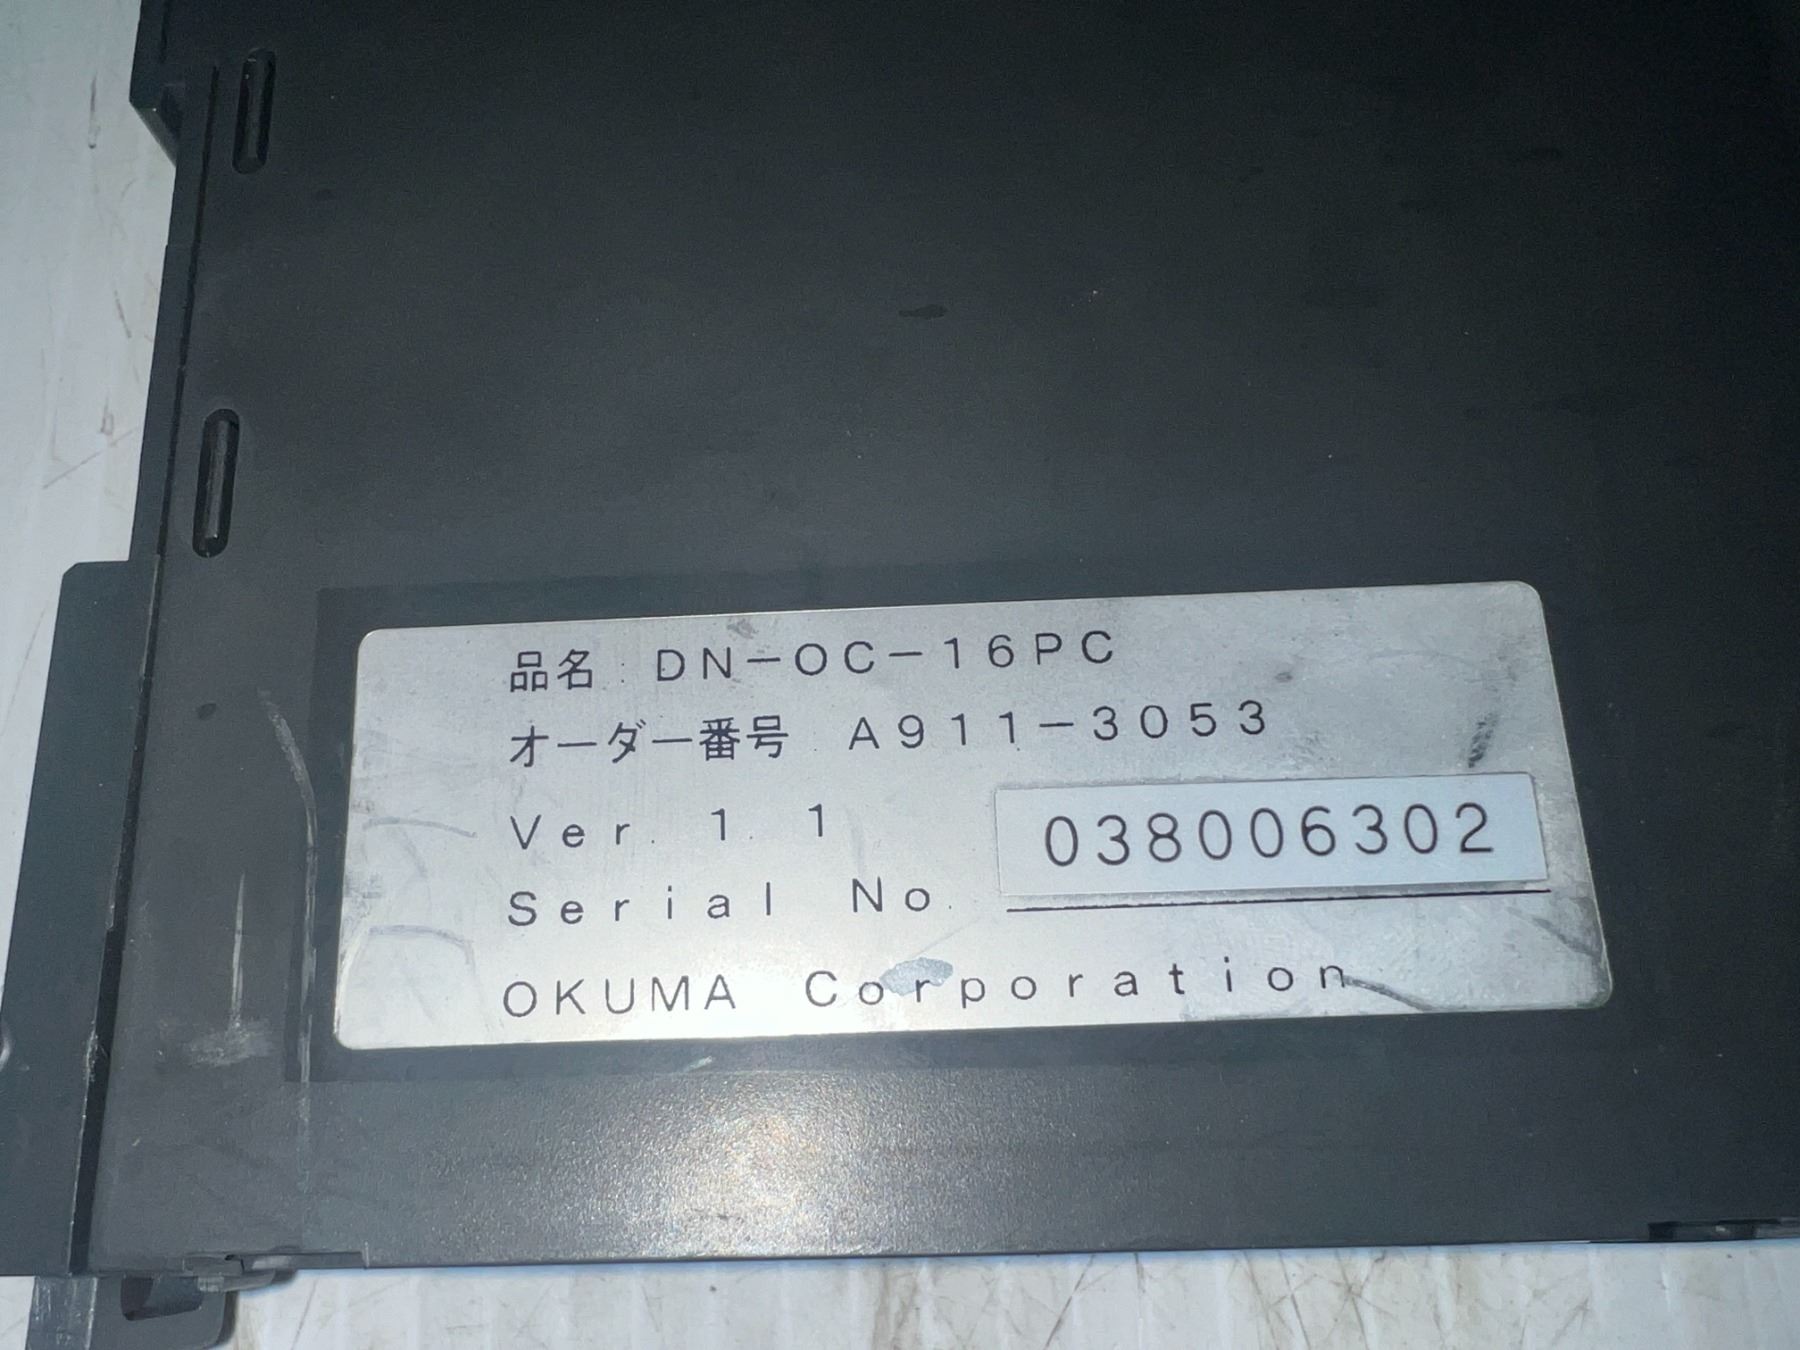 品名: DN-OC-16PC
オーダー番号 A911-3053
Ver. 1.1
038006302
Serial No.
OKUMA Corporation